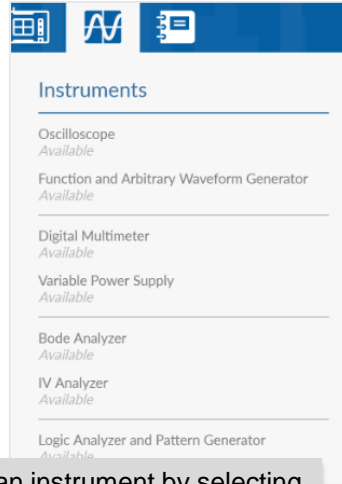 Instruments
Oscilloscope
Available
Function and Arbitrary Waveform Generator
Available
Digital Multimeter
Available
Variable Power Supply
Available
Bode Analyzer
Available
IV Analyzer
Available
Logic Analyzer and Pattern Generator
Available
an instrument by selecting